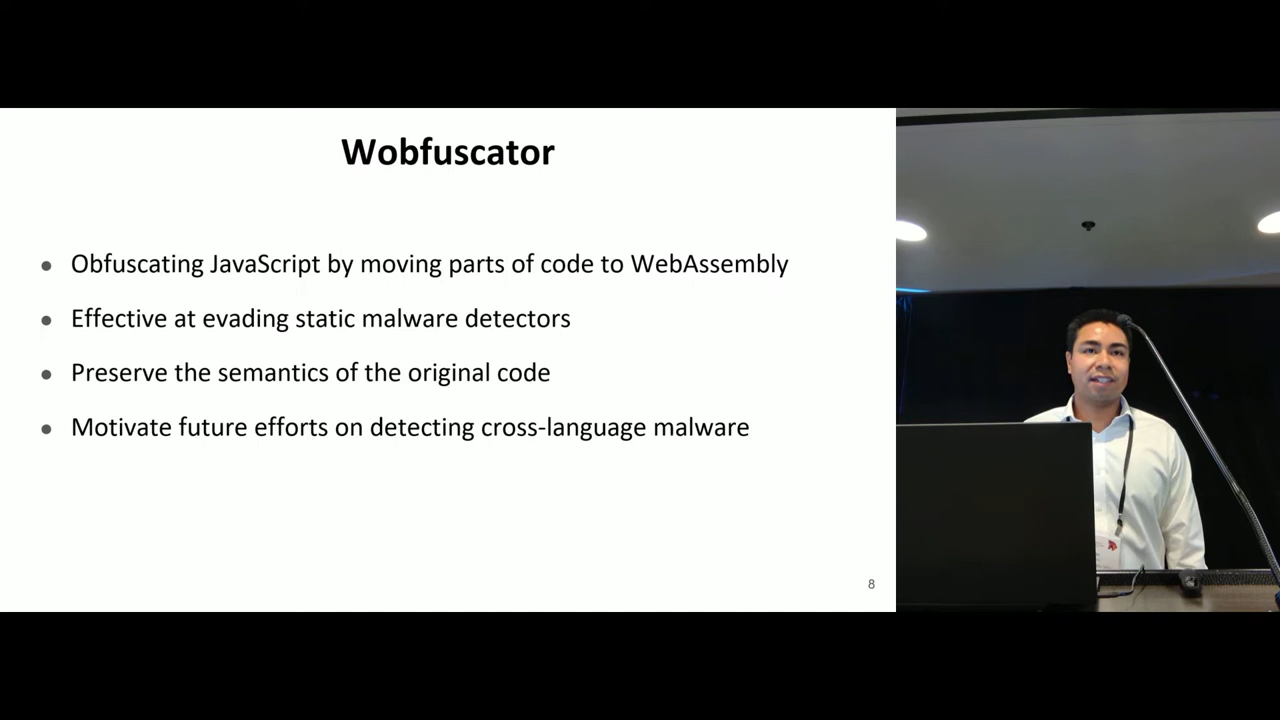 Wobfuscator
● Obfuscating JavaScript by moving parts of code to WebAssembly
● Effective at evading static malware detectors
● Preserve the semantics of the original code
● Motivate future efforts on detecting cross-language malware
8